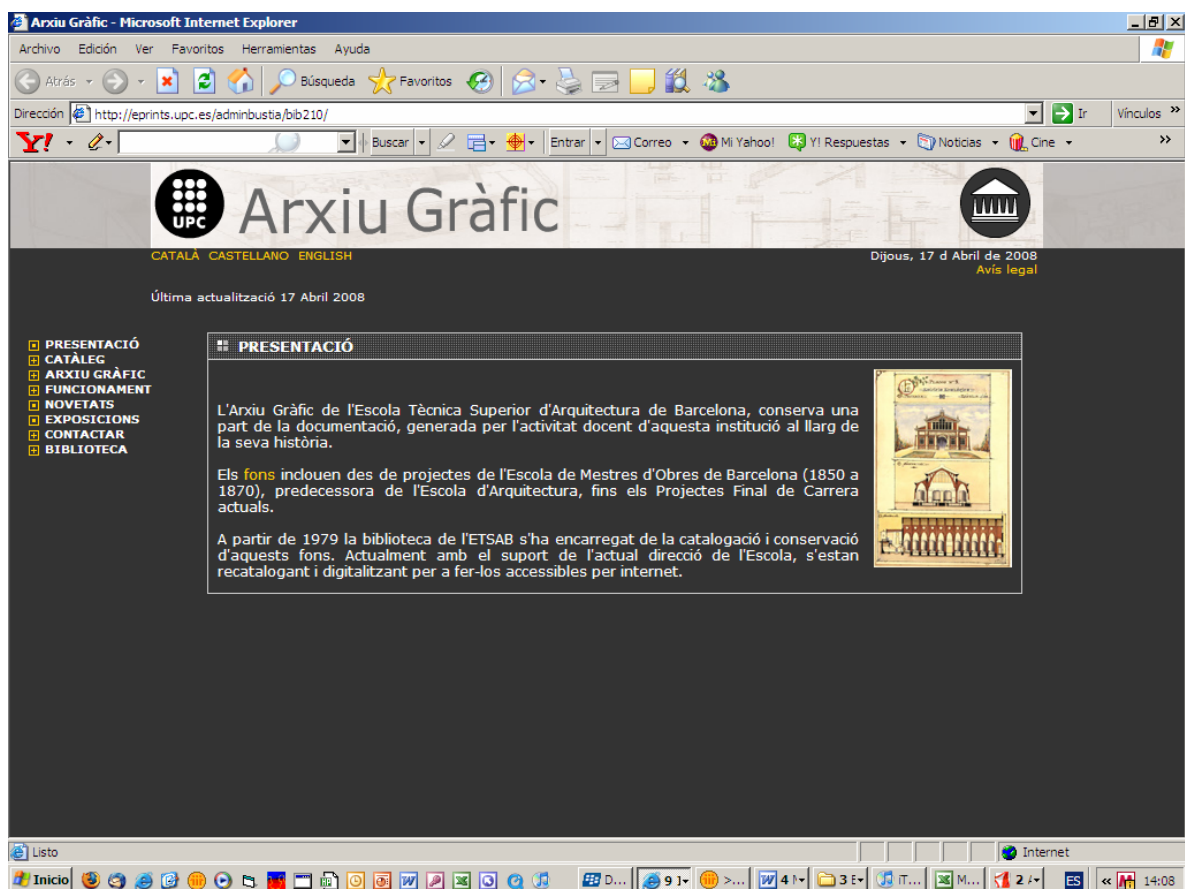 Arxiu Gràfic - Microsoft Internet Explorer
Archivo Edición Ver Favoritos Herramientas Ayuda
Atrás Búsqueda Favoritos
Dirección http://eprints.upc.es/adminbustia/bib210/ Ir Vínculos »
Y! Buscar Entrar Correo Mi Yahoo! Y! Respuestas Noticias Cine »
UPC Arxiu Gràfic
CATALÀ CASTELLANO ENGLISH Dijous, 17 d Abril de 2008
Avís legal
Última actualització 17 Abril 2008
PRESENTACIÓ
CATÀLEG
ARXIU GRÀFIC
FUNCIONAMENT
NOVETATS
EXPOSICIONS
CONTACTAR
BIBLIOTECA
PRESENTACIÓ
L'Arxiu Gràfic de l'Escola Tècnica Superior d'Arquitectura de Barcelona, conserva una
part de la documentació, generada per l'activitat docent d'aquesta institució al llarg de
la seva història.
Els fons inclouen des de projectes de l'Escola de Mestres d'Obres de Barcelona (1850 a
1870), predecessora de l'Escola d'Arquitectura, fins els Projectes Final de Carrera
actuals.
A partir de 1979 la biblioteca de l'ETSAB s'ha encarregat de la catalogació i conservació
d'aquests fons. Actualment amb el suport de l'actual direcció de l'Escola, s'estan
recatalogant i digitalitzant per a fer-los accessibles per internet.
Listo Internet
Inicio D... 9 I >... 4 3 E iT... M... 2 ES « 14:08